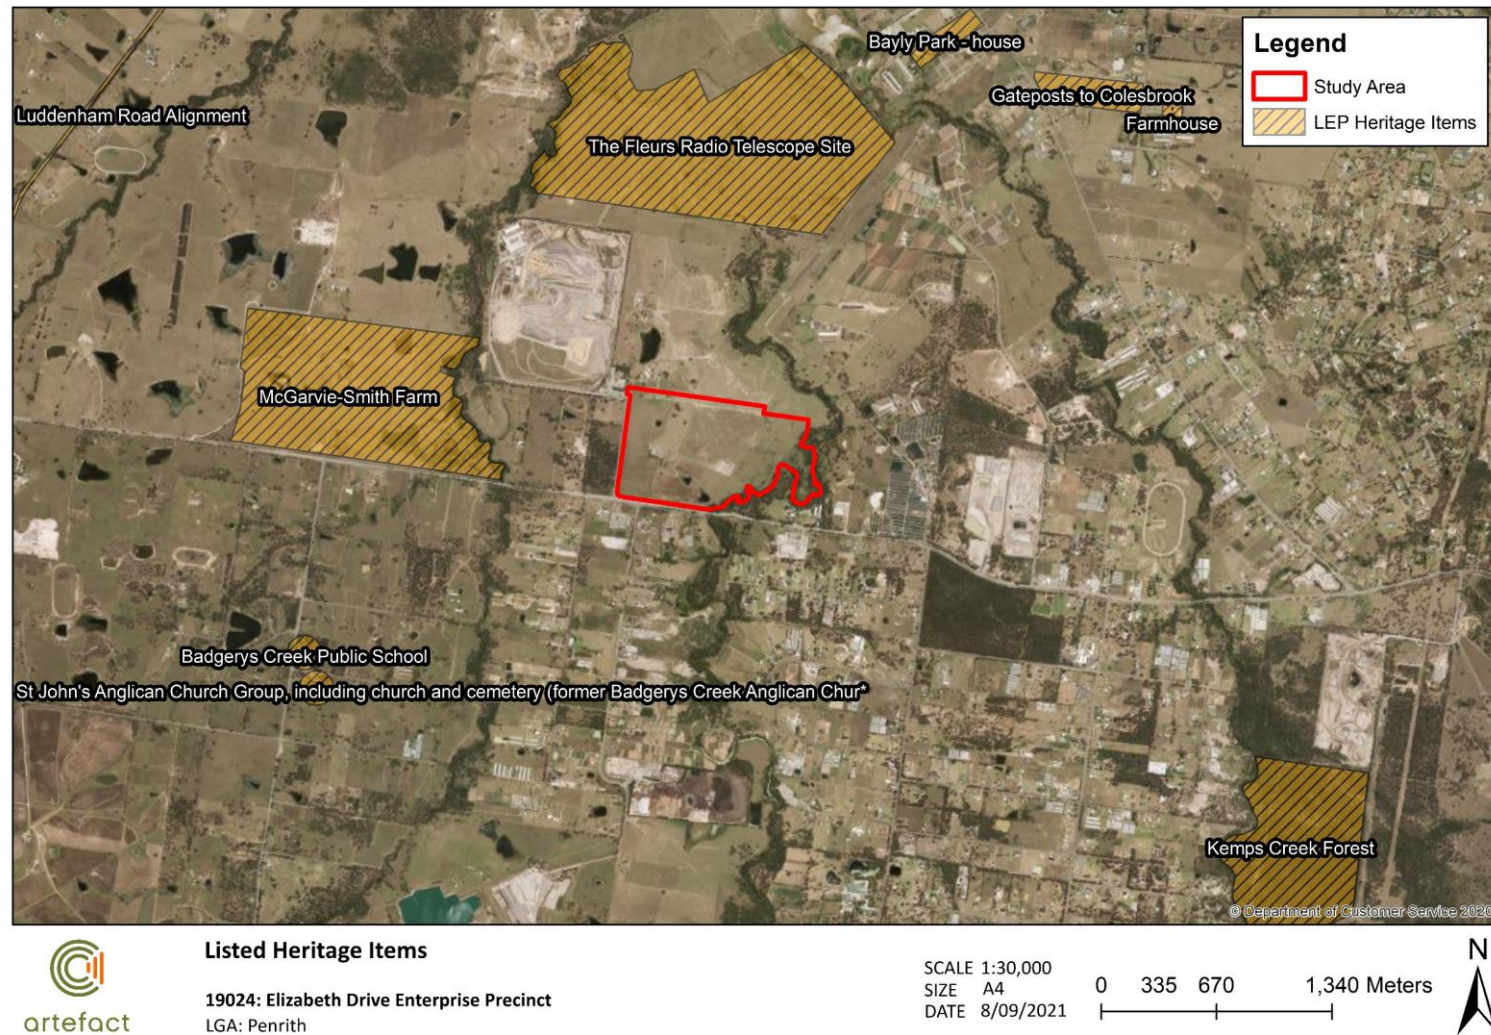 Bayly Park - house
Legend
Study Area
LEP Heritage Items
Luddenham Road Alignment
Gateposts to Colesbrook
Farmhouse
The Fleurs Radio Telescope Site
McGarvie-Smith Farm
Badgerys Creek Public School
St John's Anglican Church Group, including church and cemetery (former Badgerys Creek Anglican Chur*
Kemps Creek Forest
© Department of Customer Service 2020
artefact
Listed Heritage Items
19024: Elizabeth Drive Enterprise Precinct
LGA: Penrith
SCALE 1:30,000
SIZE A4
DATE 8/09/2021
0 335 670 1,340 Meters
N